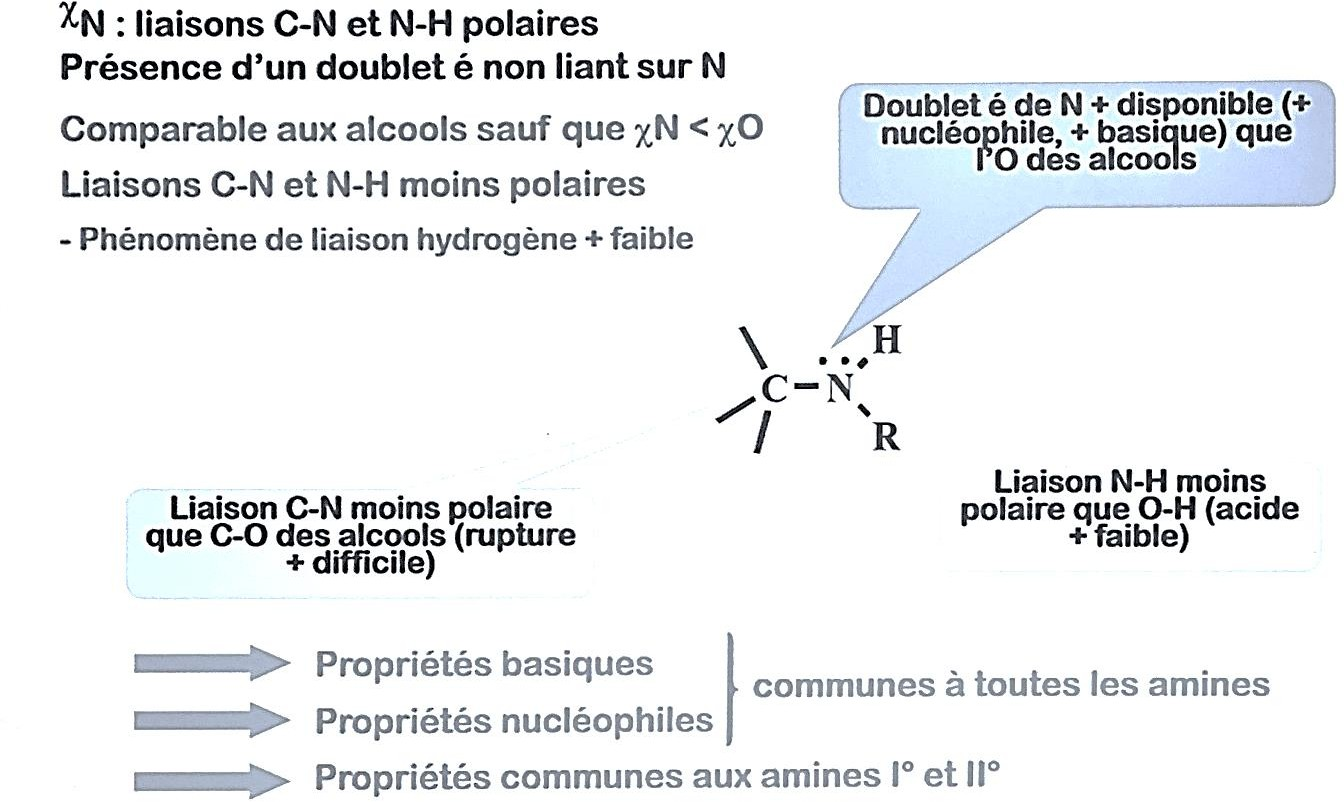 χN : liaisons C-N et N-H polaires
Présence d'un doublet é non liant sur N
Comparable aux alcools sauf que χN < χO
Liaisons C-N et N-H moins polaires
- Phénomène de liaison hydrogène + faible
Doublet é de N + disponible (+
nucléophile, + basique) que
l'O des alcools
H
C–N
R
Liaison C-N moins polaire
que C-O des alcools (rupture
+ difficile)
Liaison N-H moins
polaire que O-H (acide
+ faible)
Propriétés basiques
Propriétés nucléophiles
communes à toutes les amines
Propriétés communes aux amines I° et II°